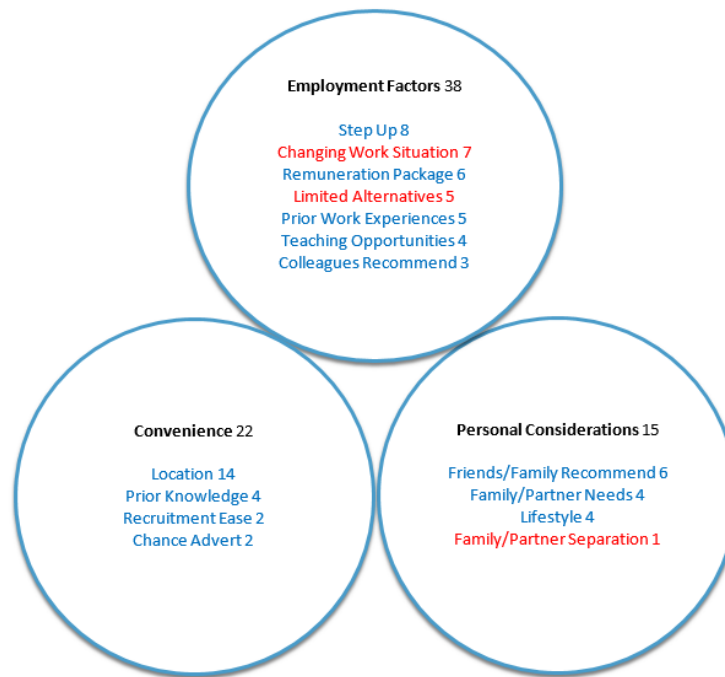 Employment Factors 38
Step Up 8
Changing Work Situation 7
Remuneration Package 6
Limited Alternatives 5
Prior Work Experiences 5
Teaching Opportunities 4
Colleagues Recommend 3
Convenience 22
Location 14
Prior Knowledge 4
Recruitment Ease 2
Chance Advert 2
Personal Considerations 15
Friends/Family Recommend 6
Family/Partner Needs 4
Lifestyle 4
Family/Partner Separation 1